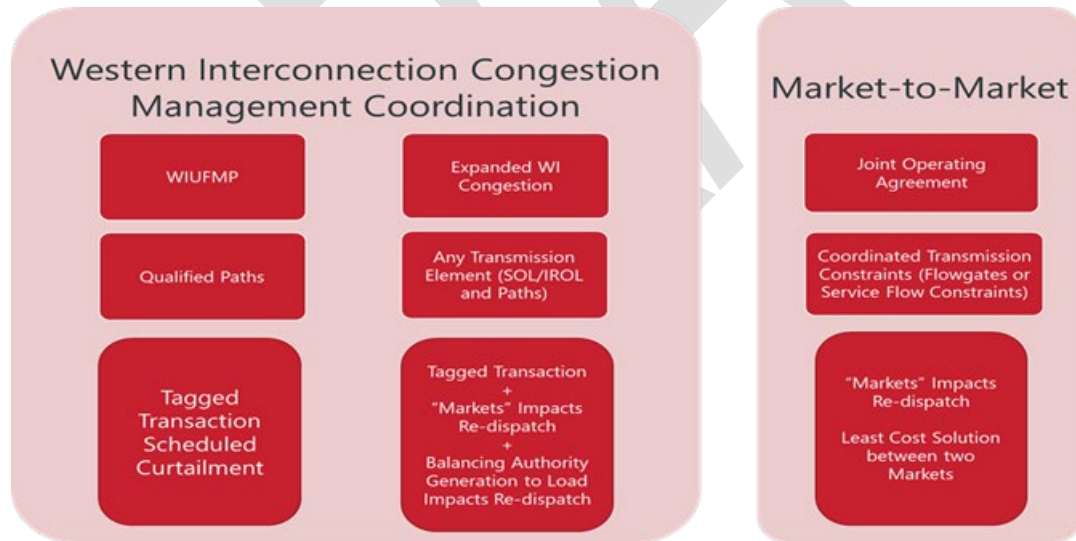 Western Interconnection Congestion
Management Coordination
WIUFMP
Expanded WI
Congestion
Qualified Paths
Any Transmission
Element (SOL/IROL
and Paths)
Tagged
Transaction
Scheduled
Curtailment
Tagged Transaction
+
“Markets” Impacts
Re-dispatch
+
Balancing Authority
Generation to Load
Impacts Re-dispatch
Market-to-Market
Joint Operating
Agreement
Coordinated Transmission
Constraints (Flowgates or
Service Flow Constraints)
“Markets” Impacts
Re-dispatch
Least Cost Solution
between two
Markets